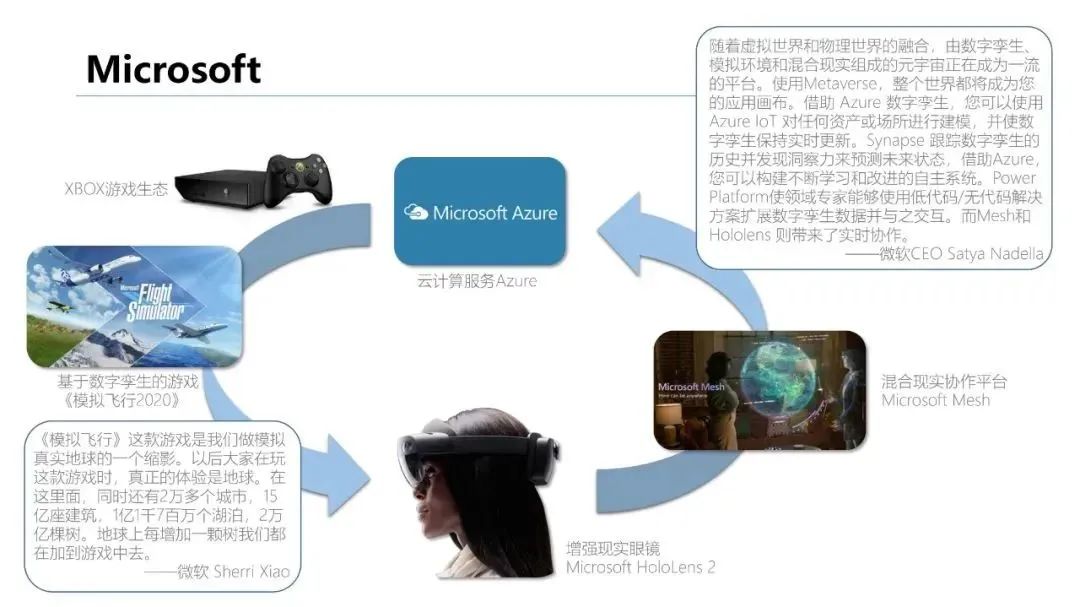 Microsoft
随着虚拟世界和物理世界的融合，由数字孪生、
模拟环境和混合现实组成的元宇宙正在成为一流
的平台。使用Metaverse，整个世界都将成为您
的应用画布。借助 Azure 数字孪生，您可以使用
Azure IoT 对任何资产或场所进行建模，并使数
字孪生保持实时更新。Synapse 跟踪数字孪生的
历史并发现洞察力来预测未来状态，借助Azure，
您可以构建不断学习和改进的自主系统。Power
Platform使领域专家能够使用低代码/无代码解决
方案扩展数字孪生数据并与之交互。而Mesh和
Hololens 则带来了实时协作。
——微软CEO Satya Nadella
XBOX游戏生态
Microsoft Azure
云计算服务Azure
Microsoft
Flight
Simulator
基于数字孪生的游戏
《模拟飞行2020》
Microsoft Mesh
Here can be anywhere
混合现实协作平台
Microsoft Mesh
《模拟飞行》这款游戏是我们做模拟
真实地球的一个缩影。以后大家在玩
这款游戏时，真正的体验是地球。在
这里面，同时还有2万多个城市，15
亿座建筑，1亿1千7百万个湖泊，2万
亿棵树。地球上每增加一颗树我们都
在加到游戏中去。
——微软 Sherri Xiao
增强现实眼镜
Microsoft HoloLens 2